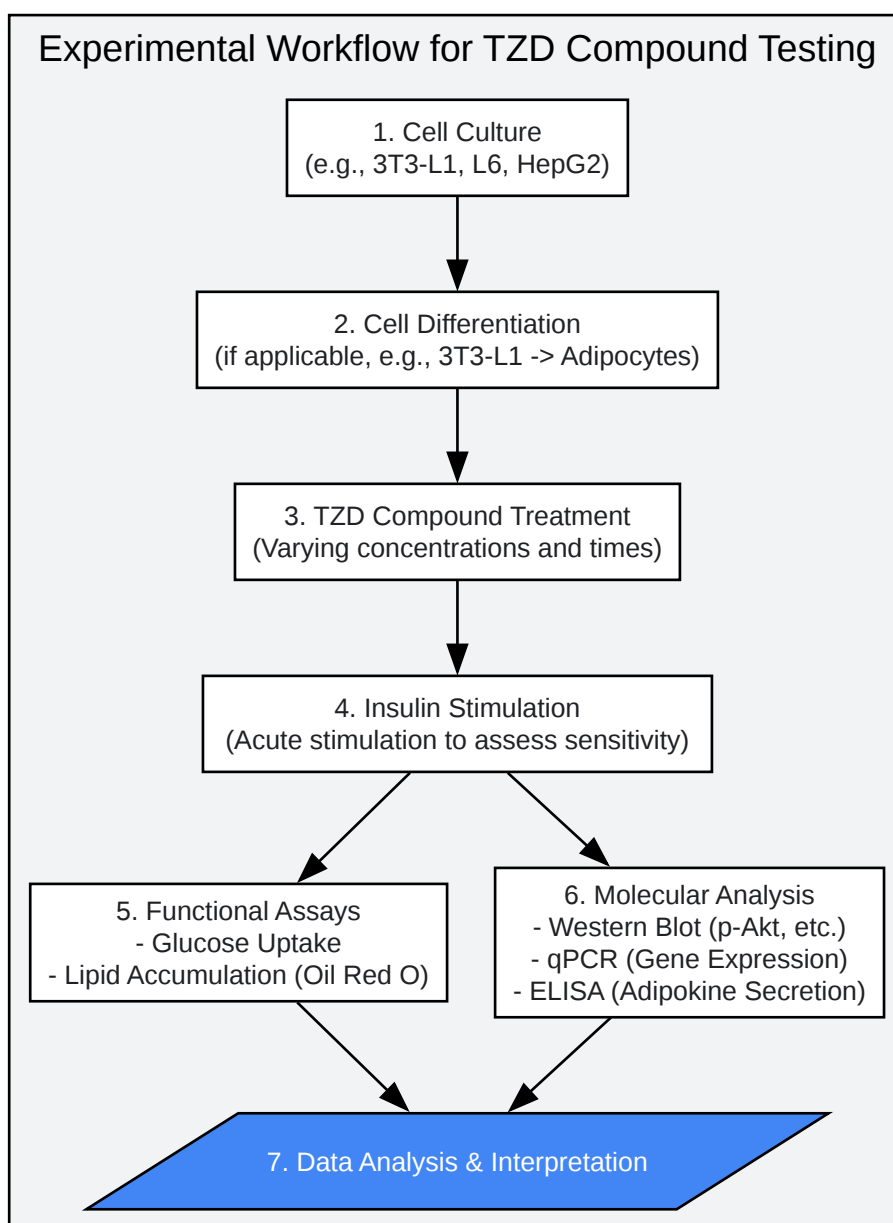 Experimental Workflow for TZD Compound Testing
1. Cell Culture
(e.g., 3T3-L1, L6, HepG2)
2. Cell Differentiation
(if applicable, e.g., 3T3-L1 -> Adipocytes)
3. TZD Compound Treatment
(Varying concentrations and times)
4. Insulin Stimulation
(Acute stimulation to assess sensitivity)
5. Functional Assays
- Glucose Uptake
- Lipid Accumulation (Oil Red O)
6. Molecular Analysis
- Western Blot (p-Akt, etc.)
- qPCR (Gene Expression)
- ELISA (Adipokine Secretion)
7. Data Analysis & Interpretation